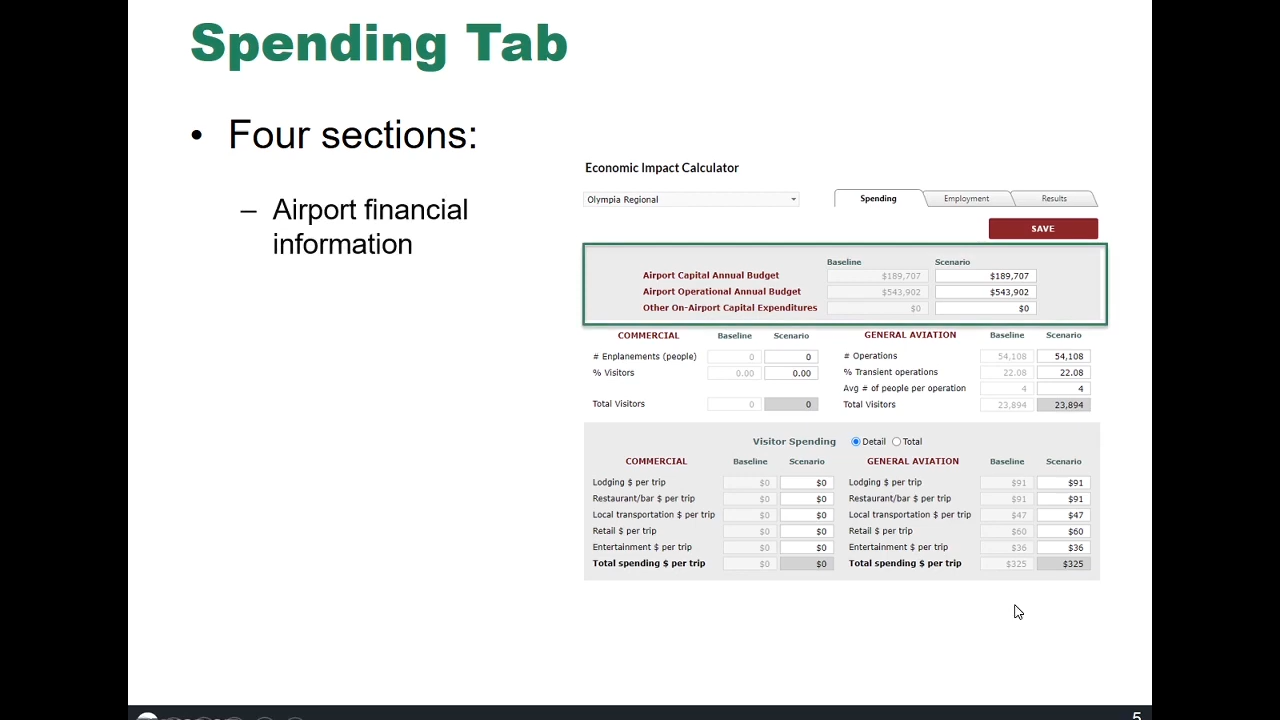 Spending Tab
• Four sections:
– Airport financial
information
Economic Impact Calculator
Olympia Regional
Spending Employment Results
SAVE
Baseline Scenario
Airport Capital Annual Budget $189,707 $189,707
Airport Operational Annual Budget $543,902 $543,902
Other On-Airport Capital Expenditures $0 $0
COMMERCIAL Baseline Scenario
# Enplanements (people) 0 0
% Visitors 0.00 0.00
Total Visitors 0 0
GENERAL AVIATION Baseline Scenario
# Operations 54,108 54,108
% Transient operations 22.08 22.08
Avg # of people per operation 4 4
Total Visitors 23,894 23,894
Visitor Spending Detail Total
COMMERCIAL Baseline Scenario
Lodging $ per trip $0 $0
Restaurant/bar $ per trip $0 $0
Local transportation $ per trip $0 $0
Retail $ per trip $0 $0
Entertainment $ per trip $0 $0
Total spending $ per trip $0 $0
GENERAL AVIATION Baseline Scenario
Lodging $ per trip $91 $91
Restaurant/bar $ per trip $91 $91
Local transportation $ per trip $47 $47
Retail $ per trip $60 $60
Entertainment $ per trip $36 $36
Total spending $ per trip $325 $325
5